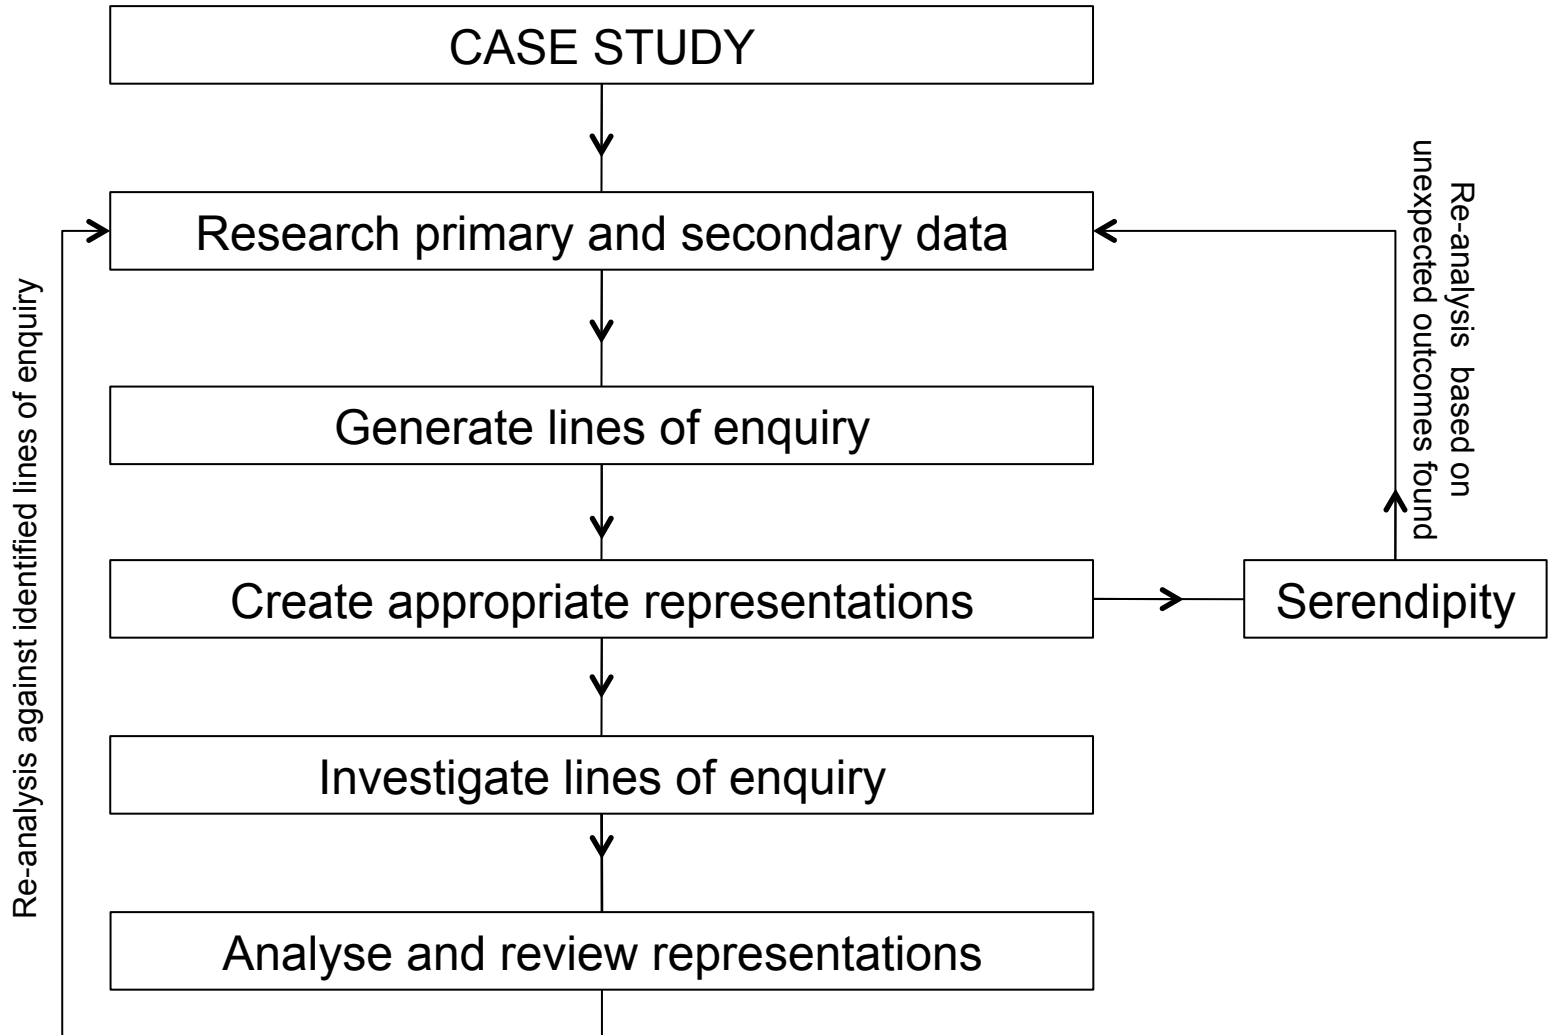 CASE STUDY
Research primary and secondary data
Generate lines of enquiry
Create appropriate representations
Serendipity
Investigate lines of enquiry
Analyse and review representations
Re-analysis against identified lines of enquiry
Re-analysis based on
unexpected outcomes found